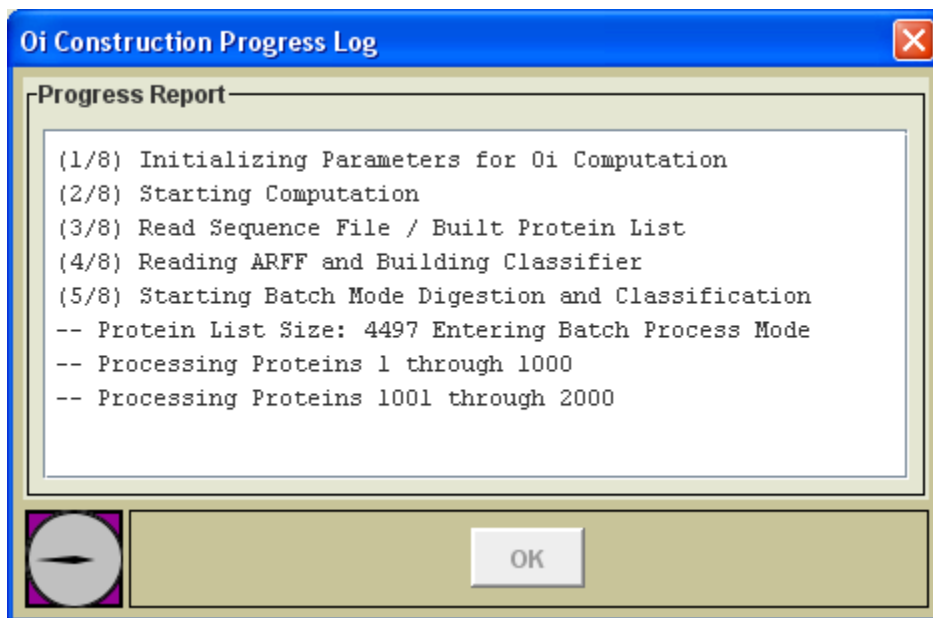 Oi Construction Progress Log
Progress Report
(1/8) Initializing Parameters for Oi Computation
(2/8) Starting Computation
(3/8) Read Sequence File / Built Protein List
(4/8) Reading ARFF and Building Classifier
(5/8) Starting Batch Mode Digestion and Classification
-- Protein List Size: 4497 Entering Batch Process Mode
-- Processing Proteins 1 through 1000
-- Processing Proteins 1001 through 2000
OK